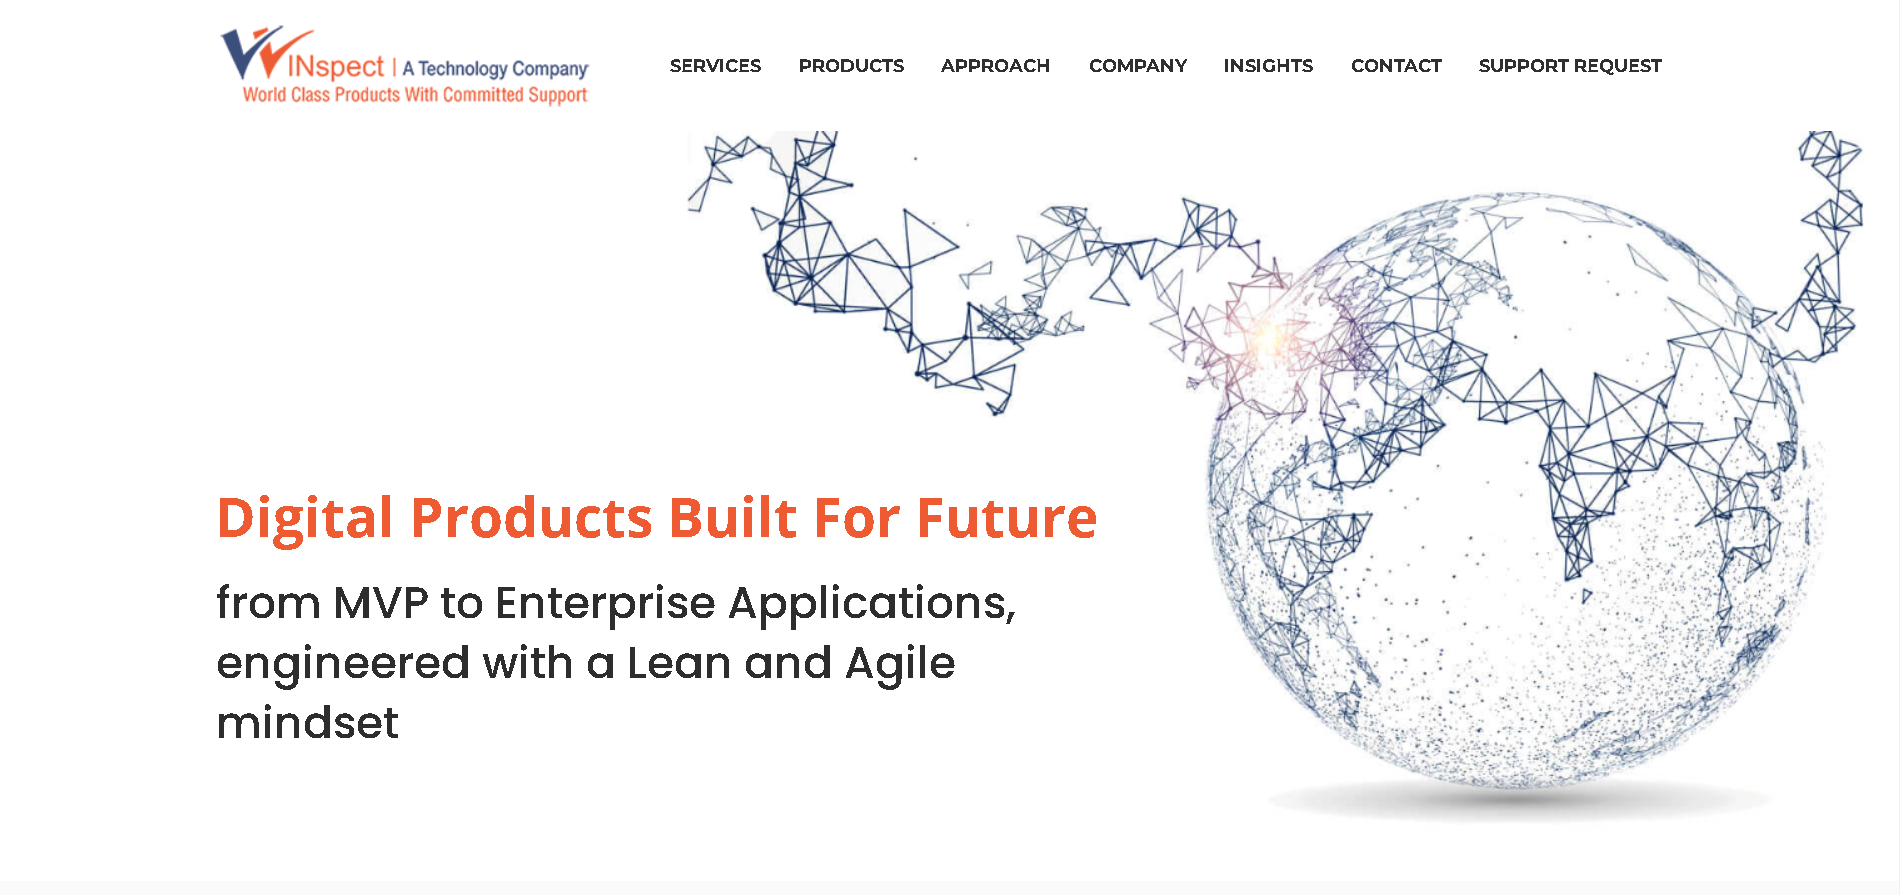 WINspect | A Technology Company
World Class Products With Committed Support
SERVICES PRODUCTS APPROACH COMPANY INSIGHTS CONTACT SUPPORT REQUEST
Digital Products Built For Future
from MVP to Enterprise Applications,
engineered with a Lean and Agile
mindset